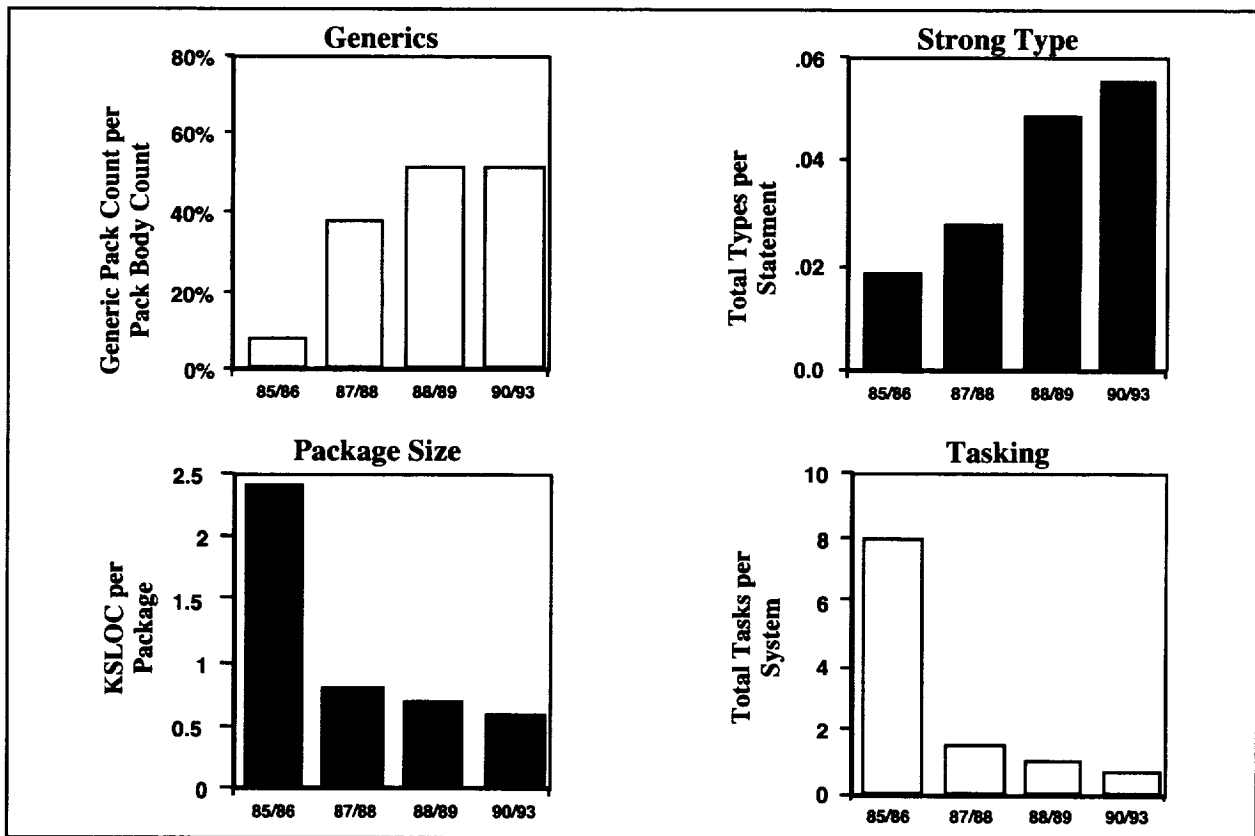 Generics
80%
60%
40%
20%
0%
Generic Pack Count per
Pack Body Count
85/86 87/88 88/89 90/93
Strong Type
.06
.04
.02
0.0
Total Types per
Statement
85/86 87/88 88/89 90/93
Package Size
2.5
2
1.5
1
0.5
0
KSLOC per
Package
85/86 87/88 88/89 90/93
Tasking
10
8
6
4
2
0
Total Tasks per
System
85/86 87/88 88/89 90/93